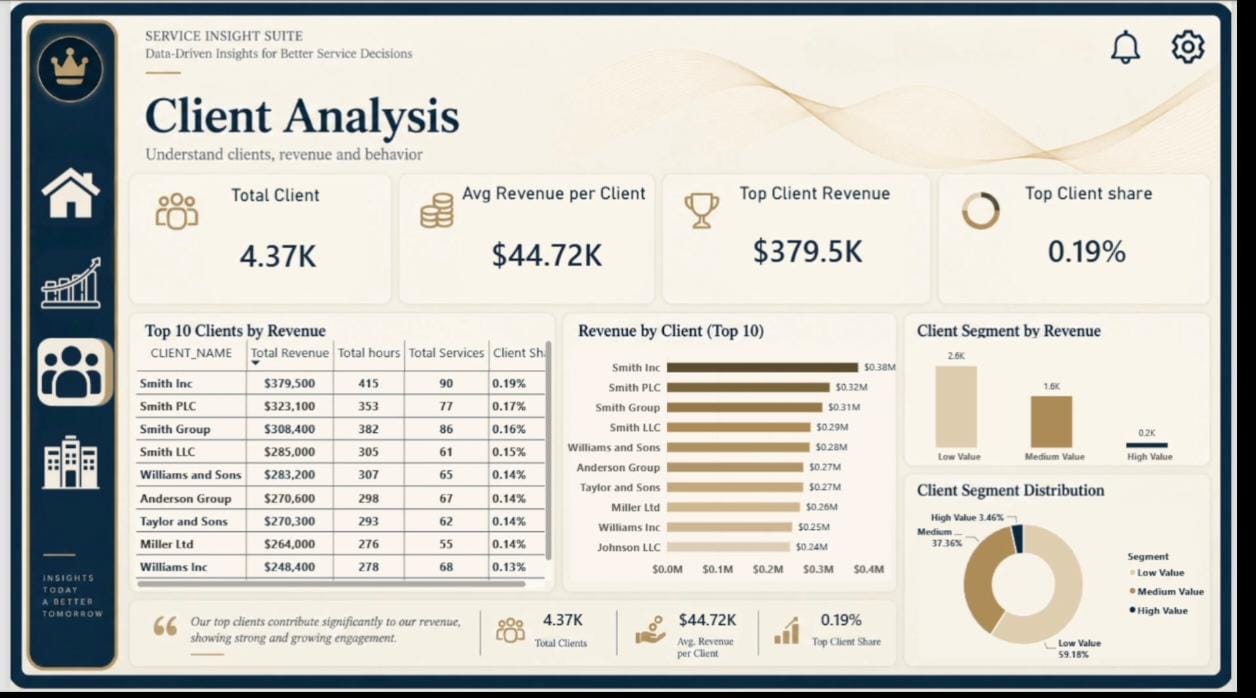 SERVICE INSIGHT SUITE
Data-Driven Insights for Better Service Decisions
Client Analysis
Understand clients, revenue and behavior
Total Client
4.37K
Avg Revenue per Client
$44.72K
Top Client Revenue
$379.5K
Top Client share
0.19%
Top 10 Clients by Revenue
CLIENT_NAME Total Revenue Total hours Total Services Client Sh
Smith Inc $379,500 415 90 0.19%
Smith PLC $323,100 353 77 0.17%
Smith Group $308,400 382 86 0.16%
Smith LLC $285,000 305 61 0.15%
Williams and Sons $283,200 307 65 0.14%
Anderson Group $270,600 298 67 0.14%
Taylor and Sons $270,300 293 62 0.14%
Miller Ltd $264,000 276 55 0.14%
Williams Inc $248,400 278 68 0.13%
Revenue by Client (Top 10)
Smith Inc $0.38M
Smith PLC $0.32M
Smith Group $0.31M
Smith LLC $0.29M
Williams and Sons $0.28M
Anderson Group $0.27M
Taylor and Sons $0.27M
Miller Ltd $0.26M
Williams Inc $0.25M
Johnson LLC $0.24M
$0.0M $0.1M $0.2M $0.3M $0.4M
Client Segment by Revenue
2.6K
1.6K
0.2K
Low Value Medium Value High Value
Client Segment Distribution
High Value 3.46%
Medium ...
37.36%
Low Value
59.18%
Segment
Low Value
Medium Value
High Value
INSIGHTS
TODAY
A BETTER
TOMORROW
Our top clients contribute significantly to our revenue,
showing strong and growing engagement.
4.37K
Total Clients
$44.72K
Avg. Revenue
per Client
0.19%
Top Client Share